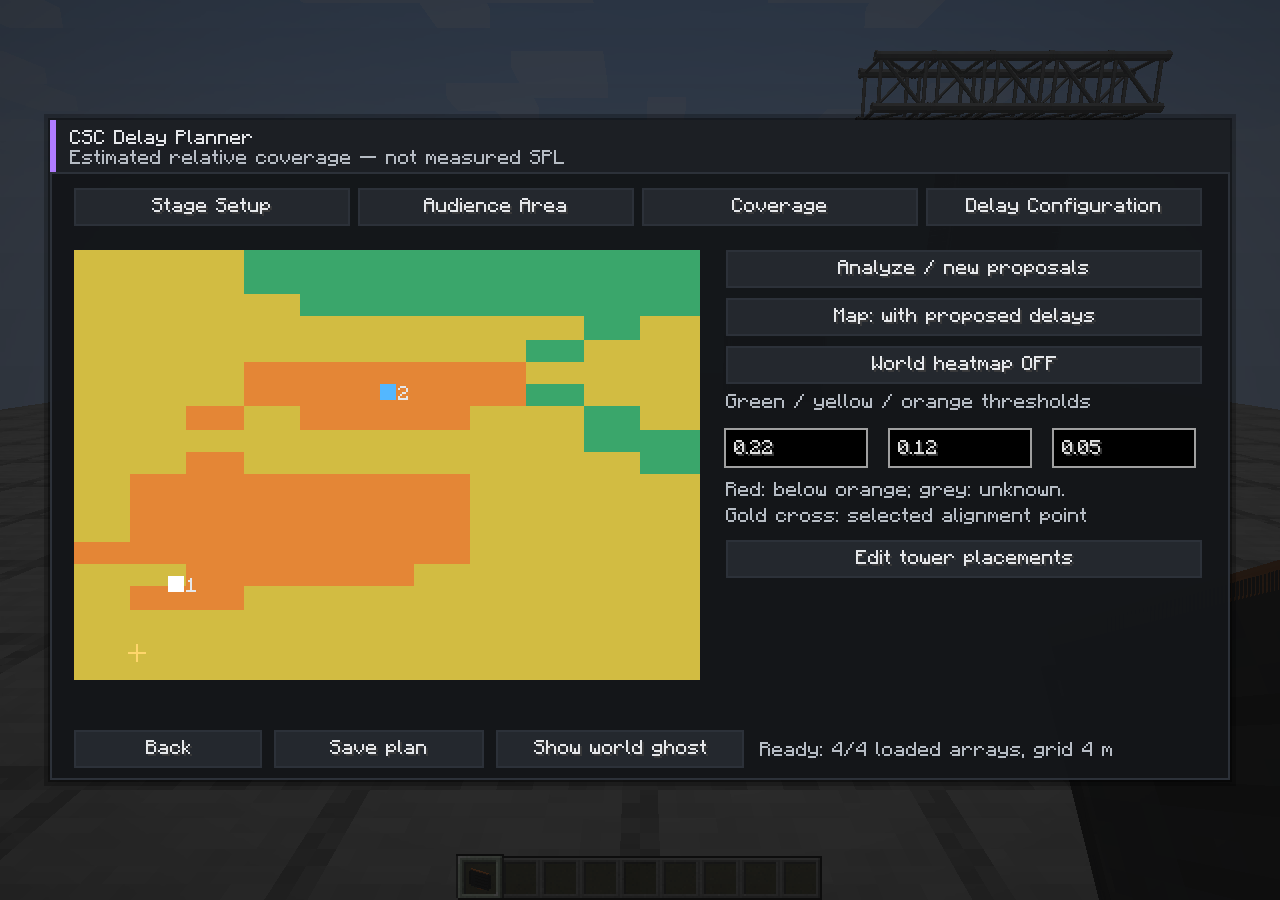 CSC Delay Planner
Estimated relative coverage — not measured SPL
Stage Setup
Audience Area
Coverage
Delay Configuration
Analyze / new proposals
Map: with proposed delays
World heatmap OFF
Green / yellow / orange thresholds
0.22
0.12
0.05
Red: below orange; grey: unknown.
Gold cross: selected alignment point
Edit tower placements
2
1
Back
Save plan
Show world ghost
Ready: 4/4 loaded arrays, grid 4 m